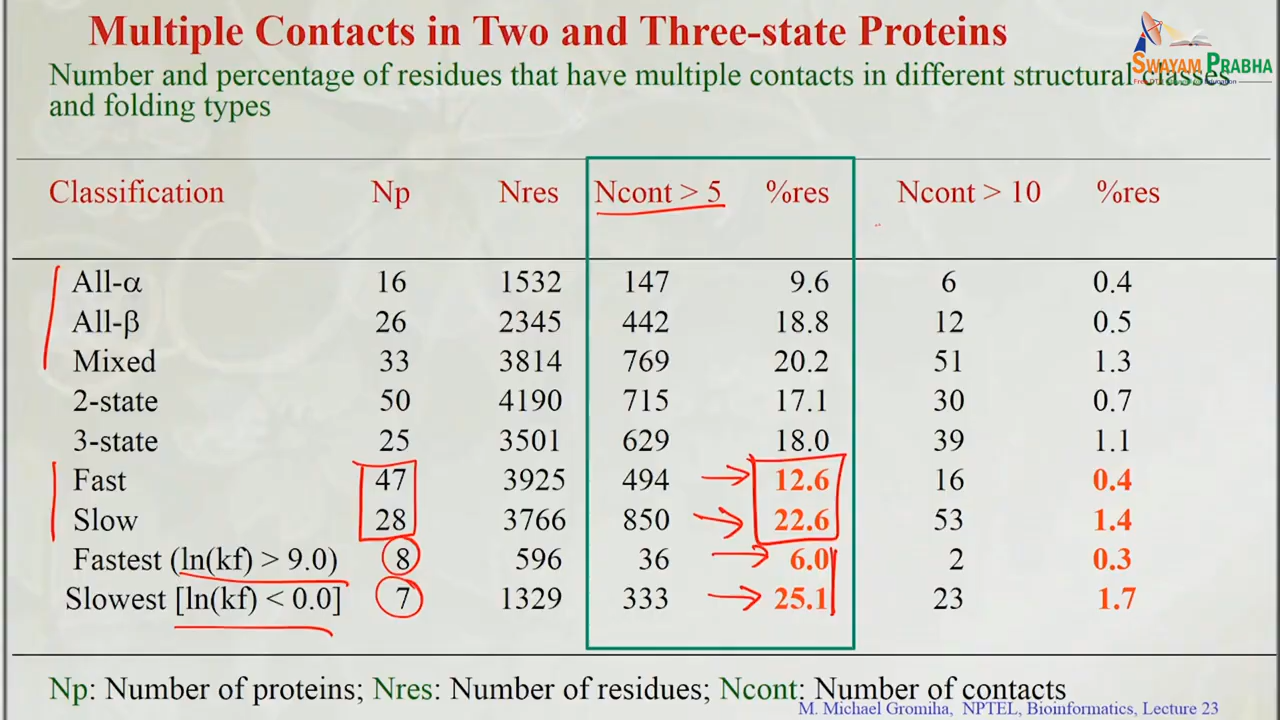 Multiple Contacts in Two and Three-state Proteins
SWAYAM PRABHA
Number and percentage of residues that have multiple contacts in different structural classes
and folding types
Classification Np Nres Ncont > 5 %res Ncont > 10 %res
All-α 16 1532 147 9.6 6 0.4
All-β 26 2345 442 18.8 12 0.5
Mixed 33 3814 769 20.2 51 1.3
2-state 50 4190 715 17.1 30 0.7
3-state 25 3501 629 18.0 39 1.1
Fast 47 3925 494 12.6 16 0.4
Slow 28 3766 850 22.6 53 1.4
Fastest (ln(kf) > 9.0) 8 596 36 6.0 2 0.3
Slowest [ln(kf) < 0.0] 7 1329 333 25.1 23 1.7
Np: Number of proteins; Nres: Number of residues; Ncont: Number of contacts
M. Michael Gromiha, NPTEL, Bioinformatics, Lecture 23